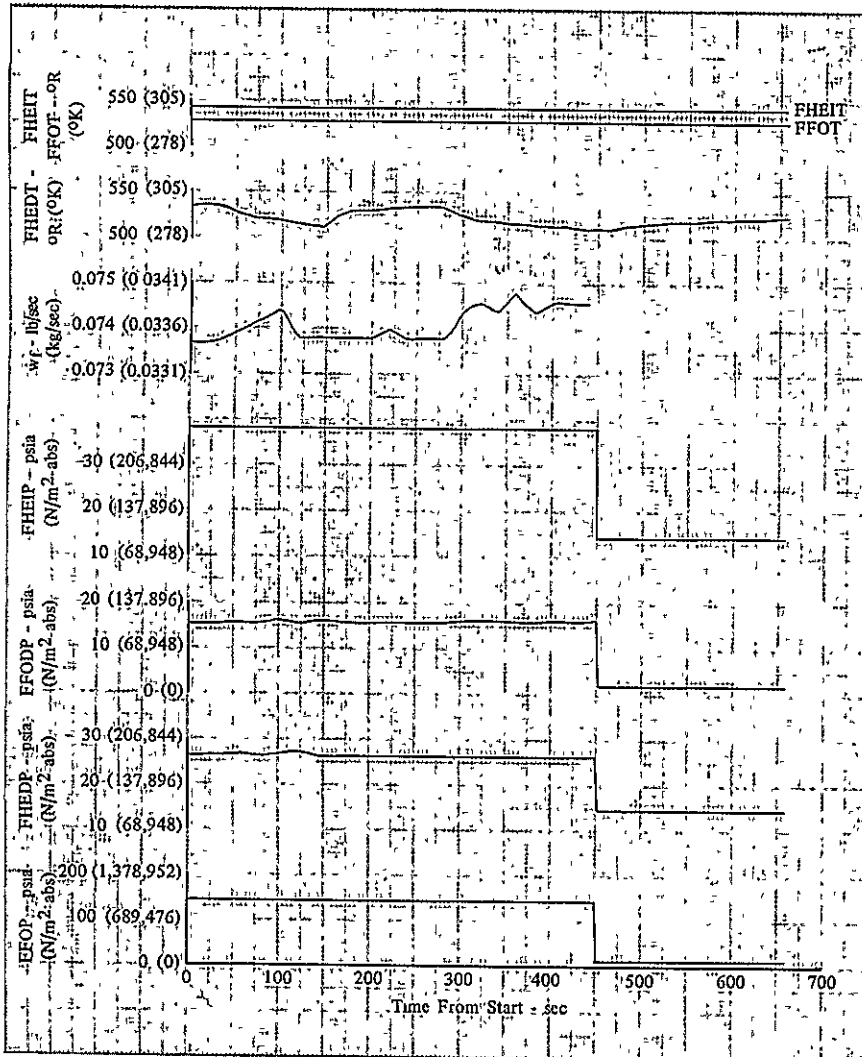 FHEIT
FFOT - °R
(°K)
550 (305)
500 (278)
FHEIT
FFOT
FHEDT -
°R (°K)
550 (305)
500 (278)
wf - lb/sec
(kg/sec)
0.075 (0.0341)
0.074 (0.0336)
0.073 (0.0331)
FHEIP - psia
(N/m² abs)
30 (206,844)
20 (137,896)
10 (68,948)
FFODP - psia
(N/m² abs)
20 (137,896)
10 (68,948)
0 (0)
FHEDP - psia
(N/m² abs)
30 (206,844)
20 (137,896)
10 (68,948)
FFOP - psia
(N/m² abs)
200 (1,378,952)
100 (689,476)
0 (0)
0 100 200 300 400 500 600 700
Time From Start - sec